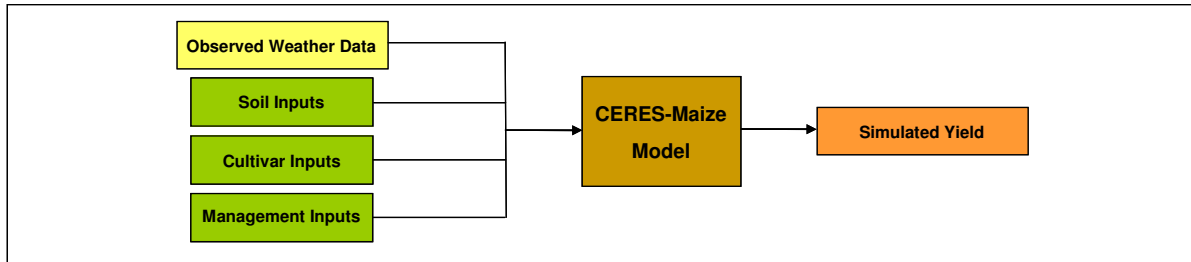 Observed Weather Data
Soil Inputs
Cultivar Inputs
Management Inputs
CERES-Maize
Model
Simulated Yield